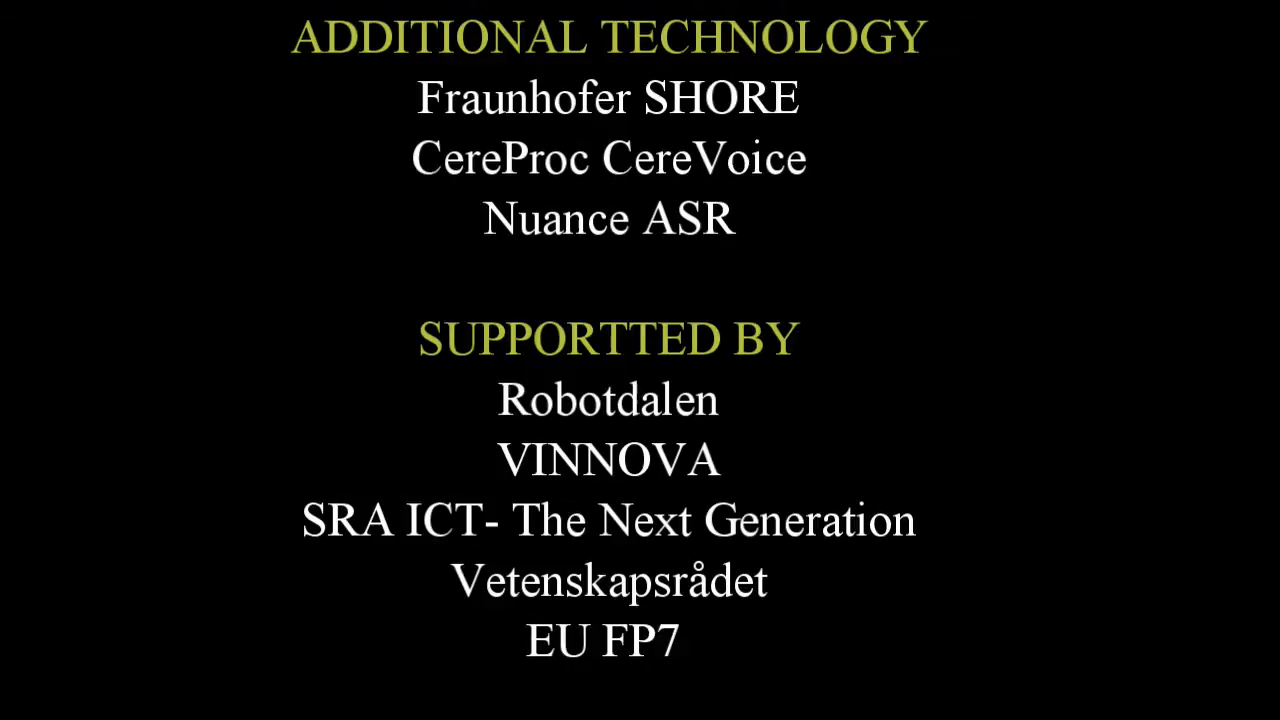 ADDITIONAL TECHNOLOGY
Fraunhofer SHORE
CereProc CereVoice
Nuance ASR
SUPPORTTED BY
Robotdalen
VINNOVA
SRA ICT- The Next Generation
Vetenskapsrådet
EU FP7